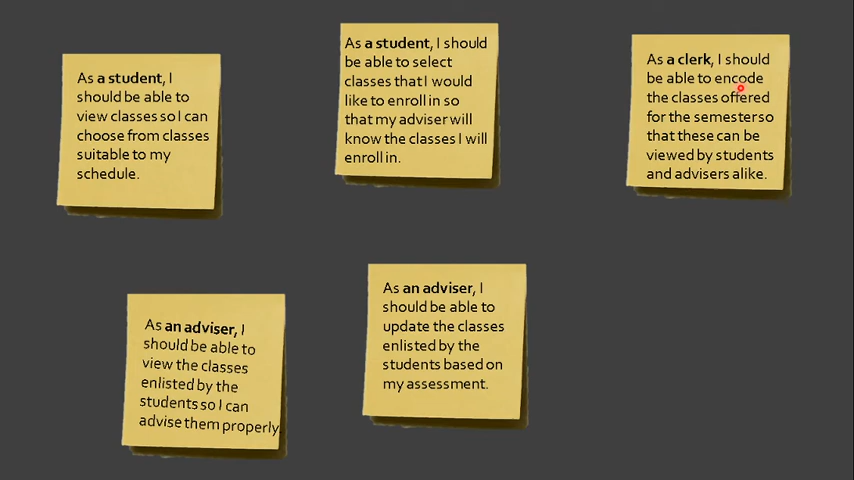 As a student, I
should be able to
view classes so I can
choose from classes
suitable to my
schedule.
As a student, I should
be able to select
classes that I would
like to enroll in so
that my adviser will
know the classes I will
enroll in.
As a clerk, I should
be able to encode
the classes offered
for the semester so
that these can be
viewed by students
and advisers alike.
As an adviser, I
should be able to
view the classes
enlisted by the
students so I can
advise them properly.
As an adviser, I
should be able to
update the classes
enlisted by the
students based on
my assessment.